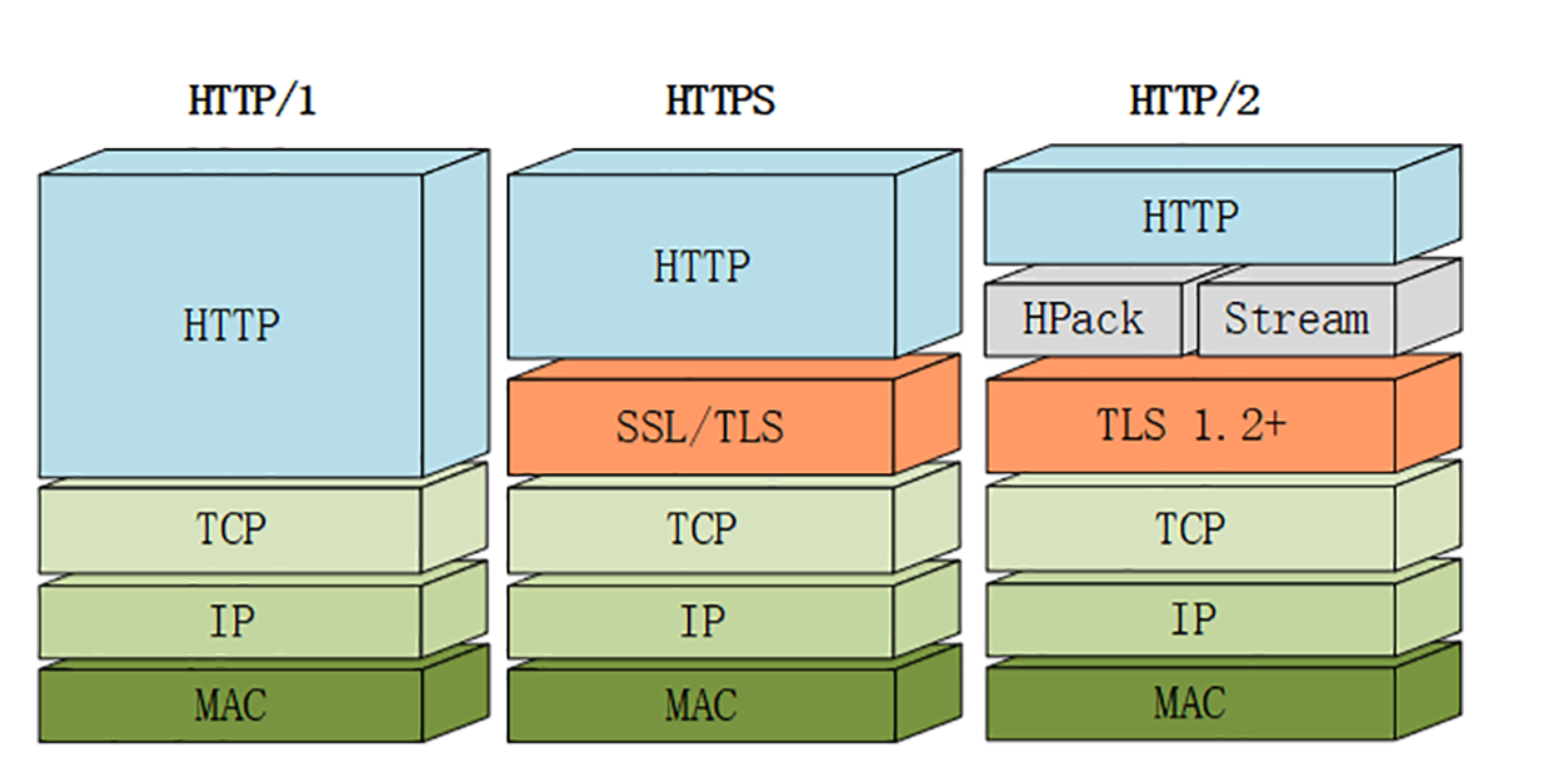 HTTP/1
HTTP
TCP
IP
MAC
HTTPS
HTTP
SSL/TLS
TCP
IP
MAC
HTTP/2
HTTP
HPack
Stream
TLS 1.2+
TCP
IP
MAC